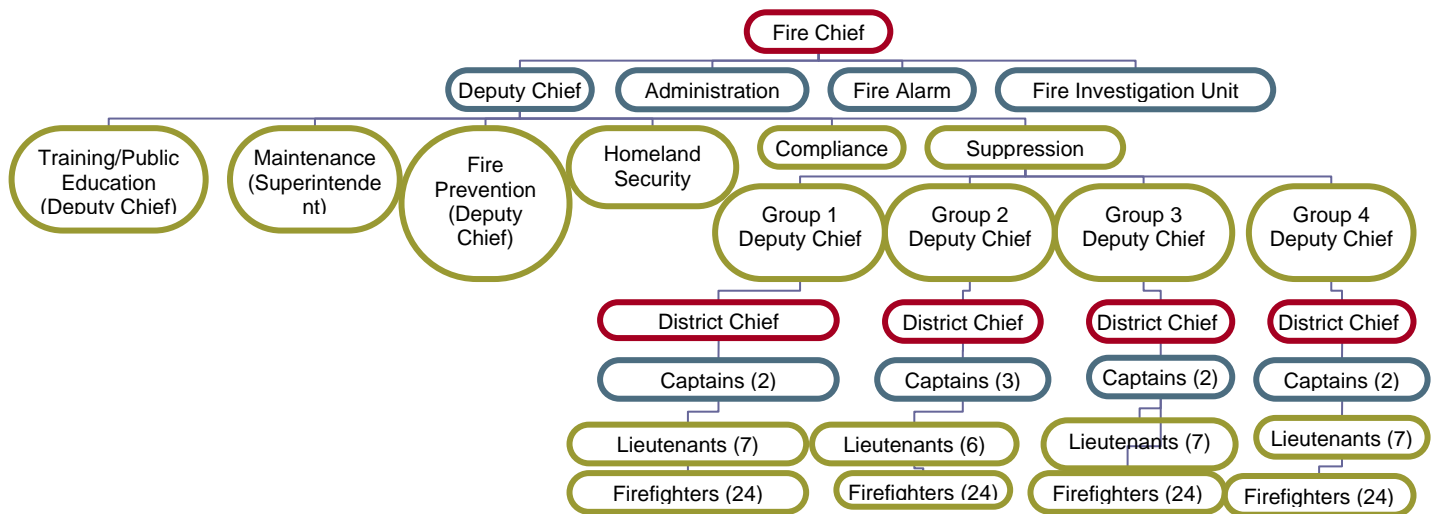 Fire Chief
Deputy Chief
Administration
Fire Alarm
Fire Investigation Unit
Training/Public
Education
(Deputy Chief)
Maintenance
(Superintende
nt)
Fire
Prevention
(Deputy
Chief)
Homeland
Security
Compliance
Suppression
Group 1
Deputy Chief
Group 2
Deputy Chief
Group 3
Deputy Chief
Group 4
Deputy Chief
District Chief
District Chief
District Chief
District Chief
Captains (2)
Captains (3)
Captains (2)
Captains (2)
Lieutenants (7)
Lieutenants (6)
Lieutenants (7)
Lieutenants (7)
Firefighters (24)
Firefighters (24)
Firefighters (24)
Firefighters (24)